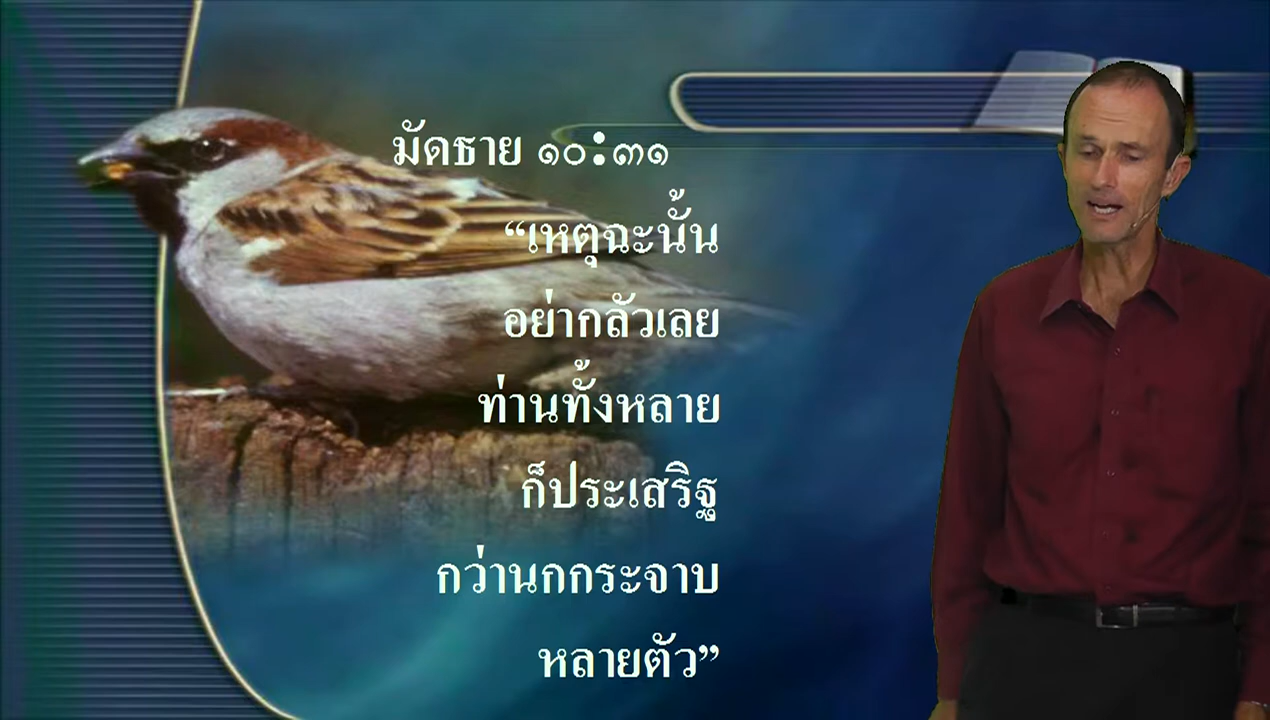 มัดธาย ๑๐:๓๑
“เหตุฉะนั้น
อย่ากลัวเลย
ท่านทั้งหลาย
ก็ประเสริฐ
กว่านกกระจาบ
หลายตัว”